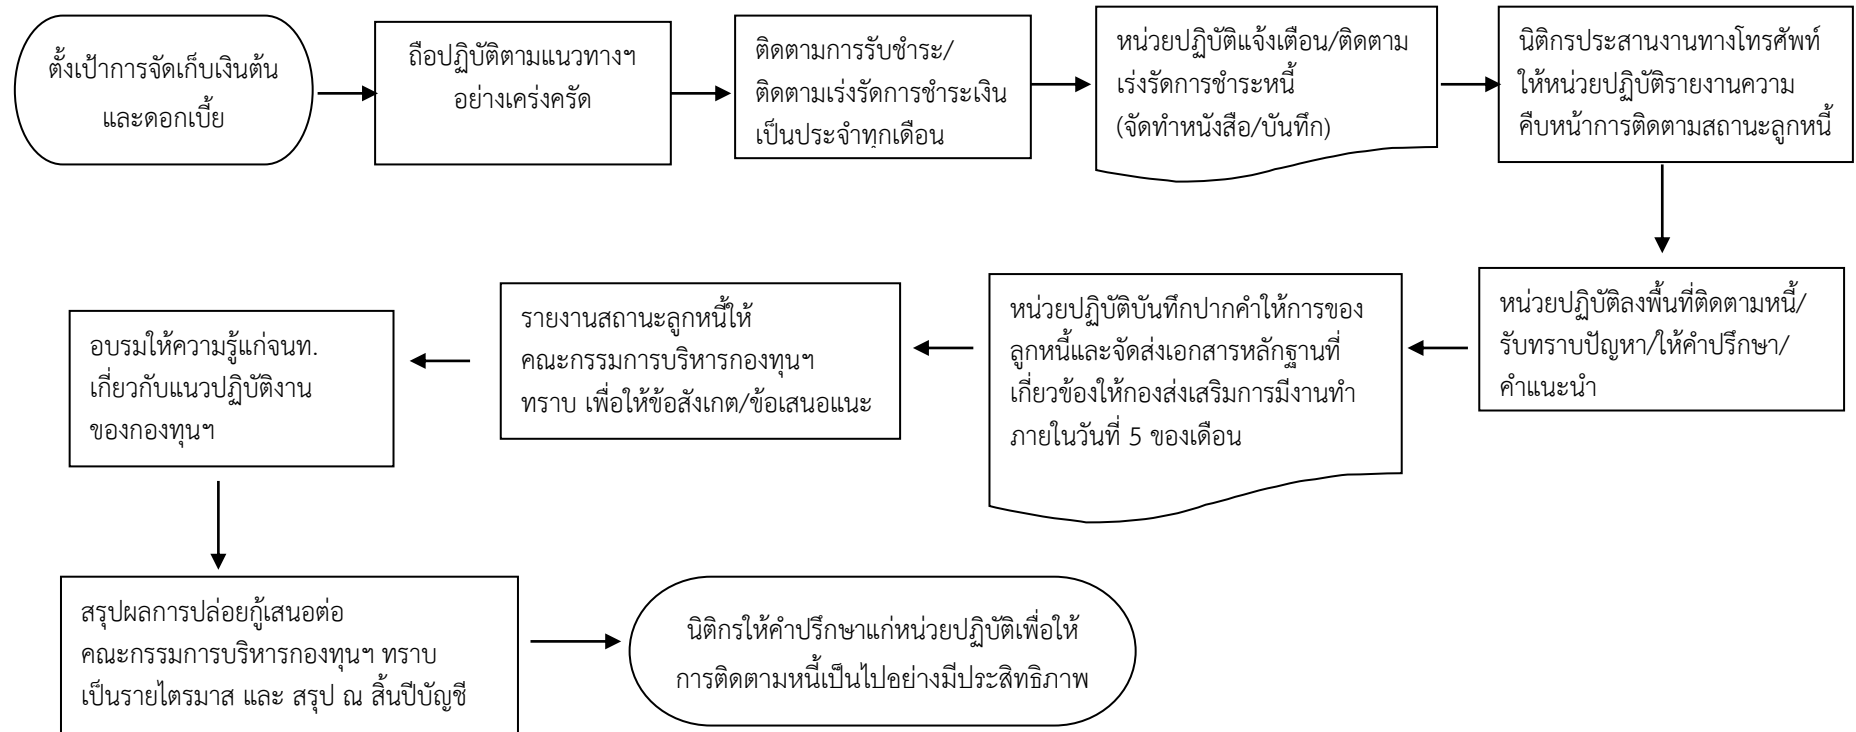 ตั้งเป้าการจัดเก็บเงินต้น
และดอกเบี้ย
ถือปฏิบัติตามแนวทางฯ
อย่างเคร่งครัด
ติดตามการรับชำระ/
ติดตามเร่งรัดการชำระเงิน
เป็นประจำทุกเดือน
หน่วยปฏิบัติแจ้งเตือน/ติดตาม
เร่งรัดการชำระหนี้
(จัดทำหนังสือ/บันทึก)
นิติกรประสานงานทางโทรศัพท์
ให้หน่วยปฏิบัติรายงานความ
คืบหน้าการติดตามสถานะลูกหนี้
หน่วยปฏิบัติลงพื้นที่ติดตามหนี้/
รับทราบปัญหา/ให้คำปรึกษา/
คำแนะนำ
หน่วยปฏิบัติบันทึกปากคำให้การของ
ลูกหนี้และจัดส่งเอกสารหลักฐานที่
เกี่ยวข้องให้กองส่งเสริมการมีงานทำ
ภายในวันที่ 5 ของเดือน
รายงานสถานะลูกหนี้ให้
คณะกรรมการบริหารกองทุนฯ
ทราบ เพื่อให้ข้อสังเกต/ข้อเสนอแนะ
อบรมให้ความรู้แก่จนท.
เกี่ยวกับแนวปฏิบัติงาน
ของกองทุนฯ
สรุปผลการปล่อยกู้เสนอต่อ
คณะกรรมการบริหารกองทุนฯ ทราบ
เป็นรายไตรมาส และ สรุป ณ สิ้นปีบัญชี
นิติกรให้คำปรึกษาแก่หน่วยปฏิบัติเพื่อให้
การติดตามหนี้เป็นไปอย่างมีประสิทธิภาพ